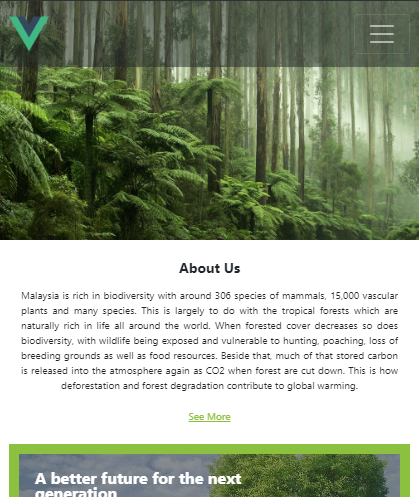 About Us
Malaysia is rich in biodiversity with around 306 species of mammals, 15,000 vascular
plants and many species. This is largely to do with the tropical forests which are
naturally rich in life all around the world. When forested cover decreases so does
biodiversity, with wildlife being exposed and vulnerable to hunting, poaching, loss of
breeding grounds as well as food resources. Beside that, much of that stored carbon
is released into the atmosphere again as CO2 when forest are cut down. This is how
deforestation and forest degradation contribute to global warming.
See More
A better future for the next
generation